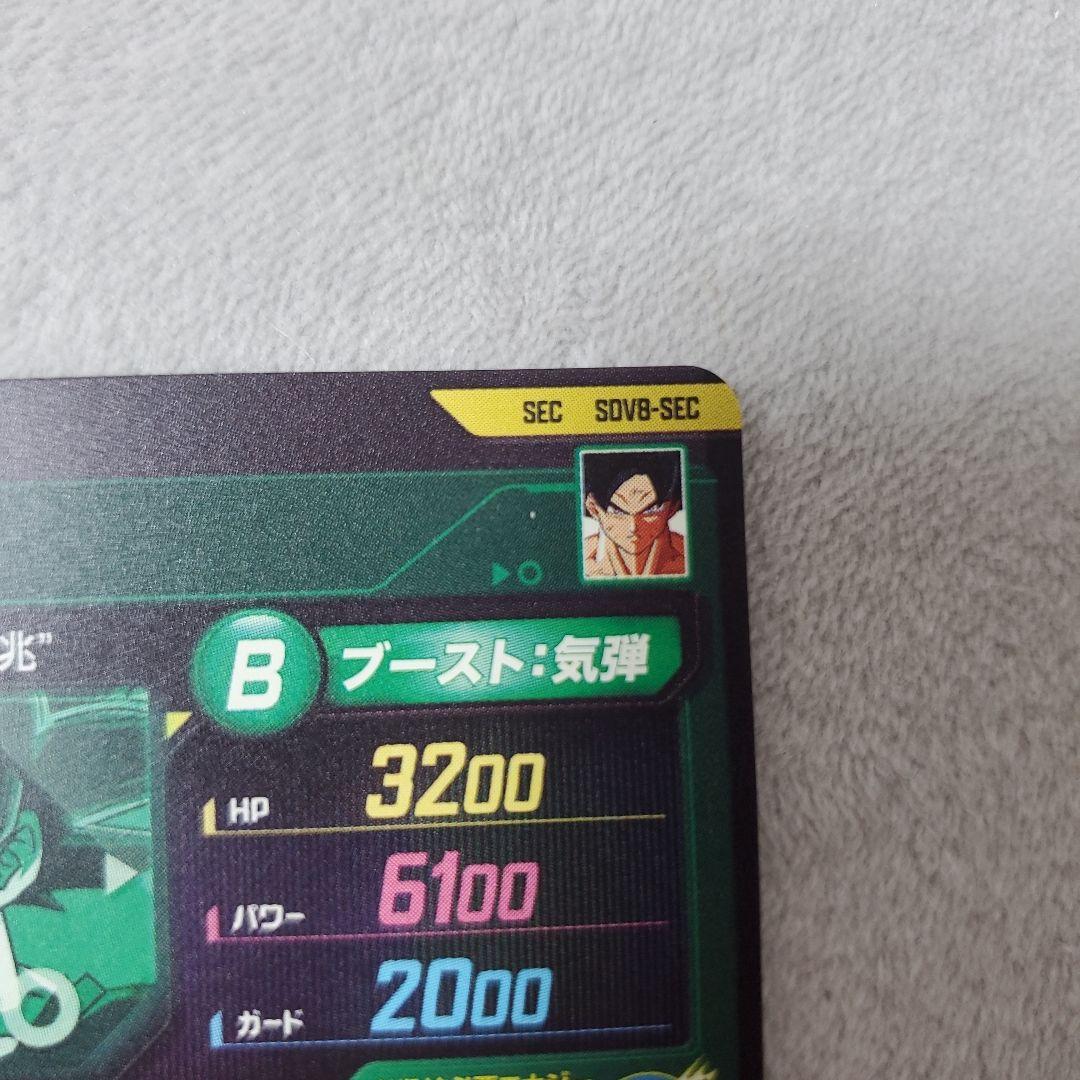 SEC SDV8-SEC
兆”
B ブースト:気弾
HP 3200
パワー 6100
ガード 2000